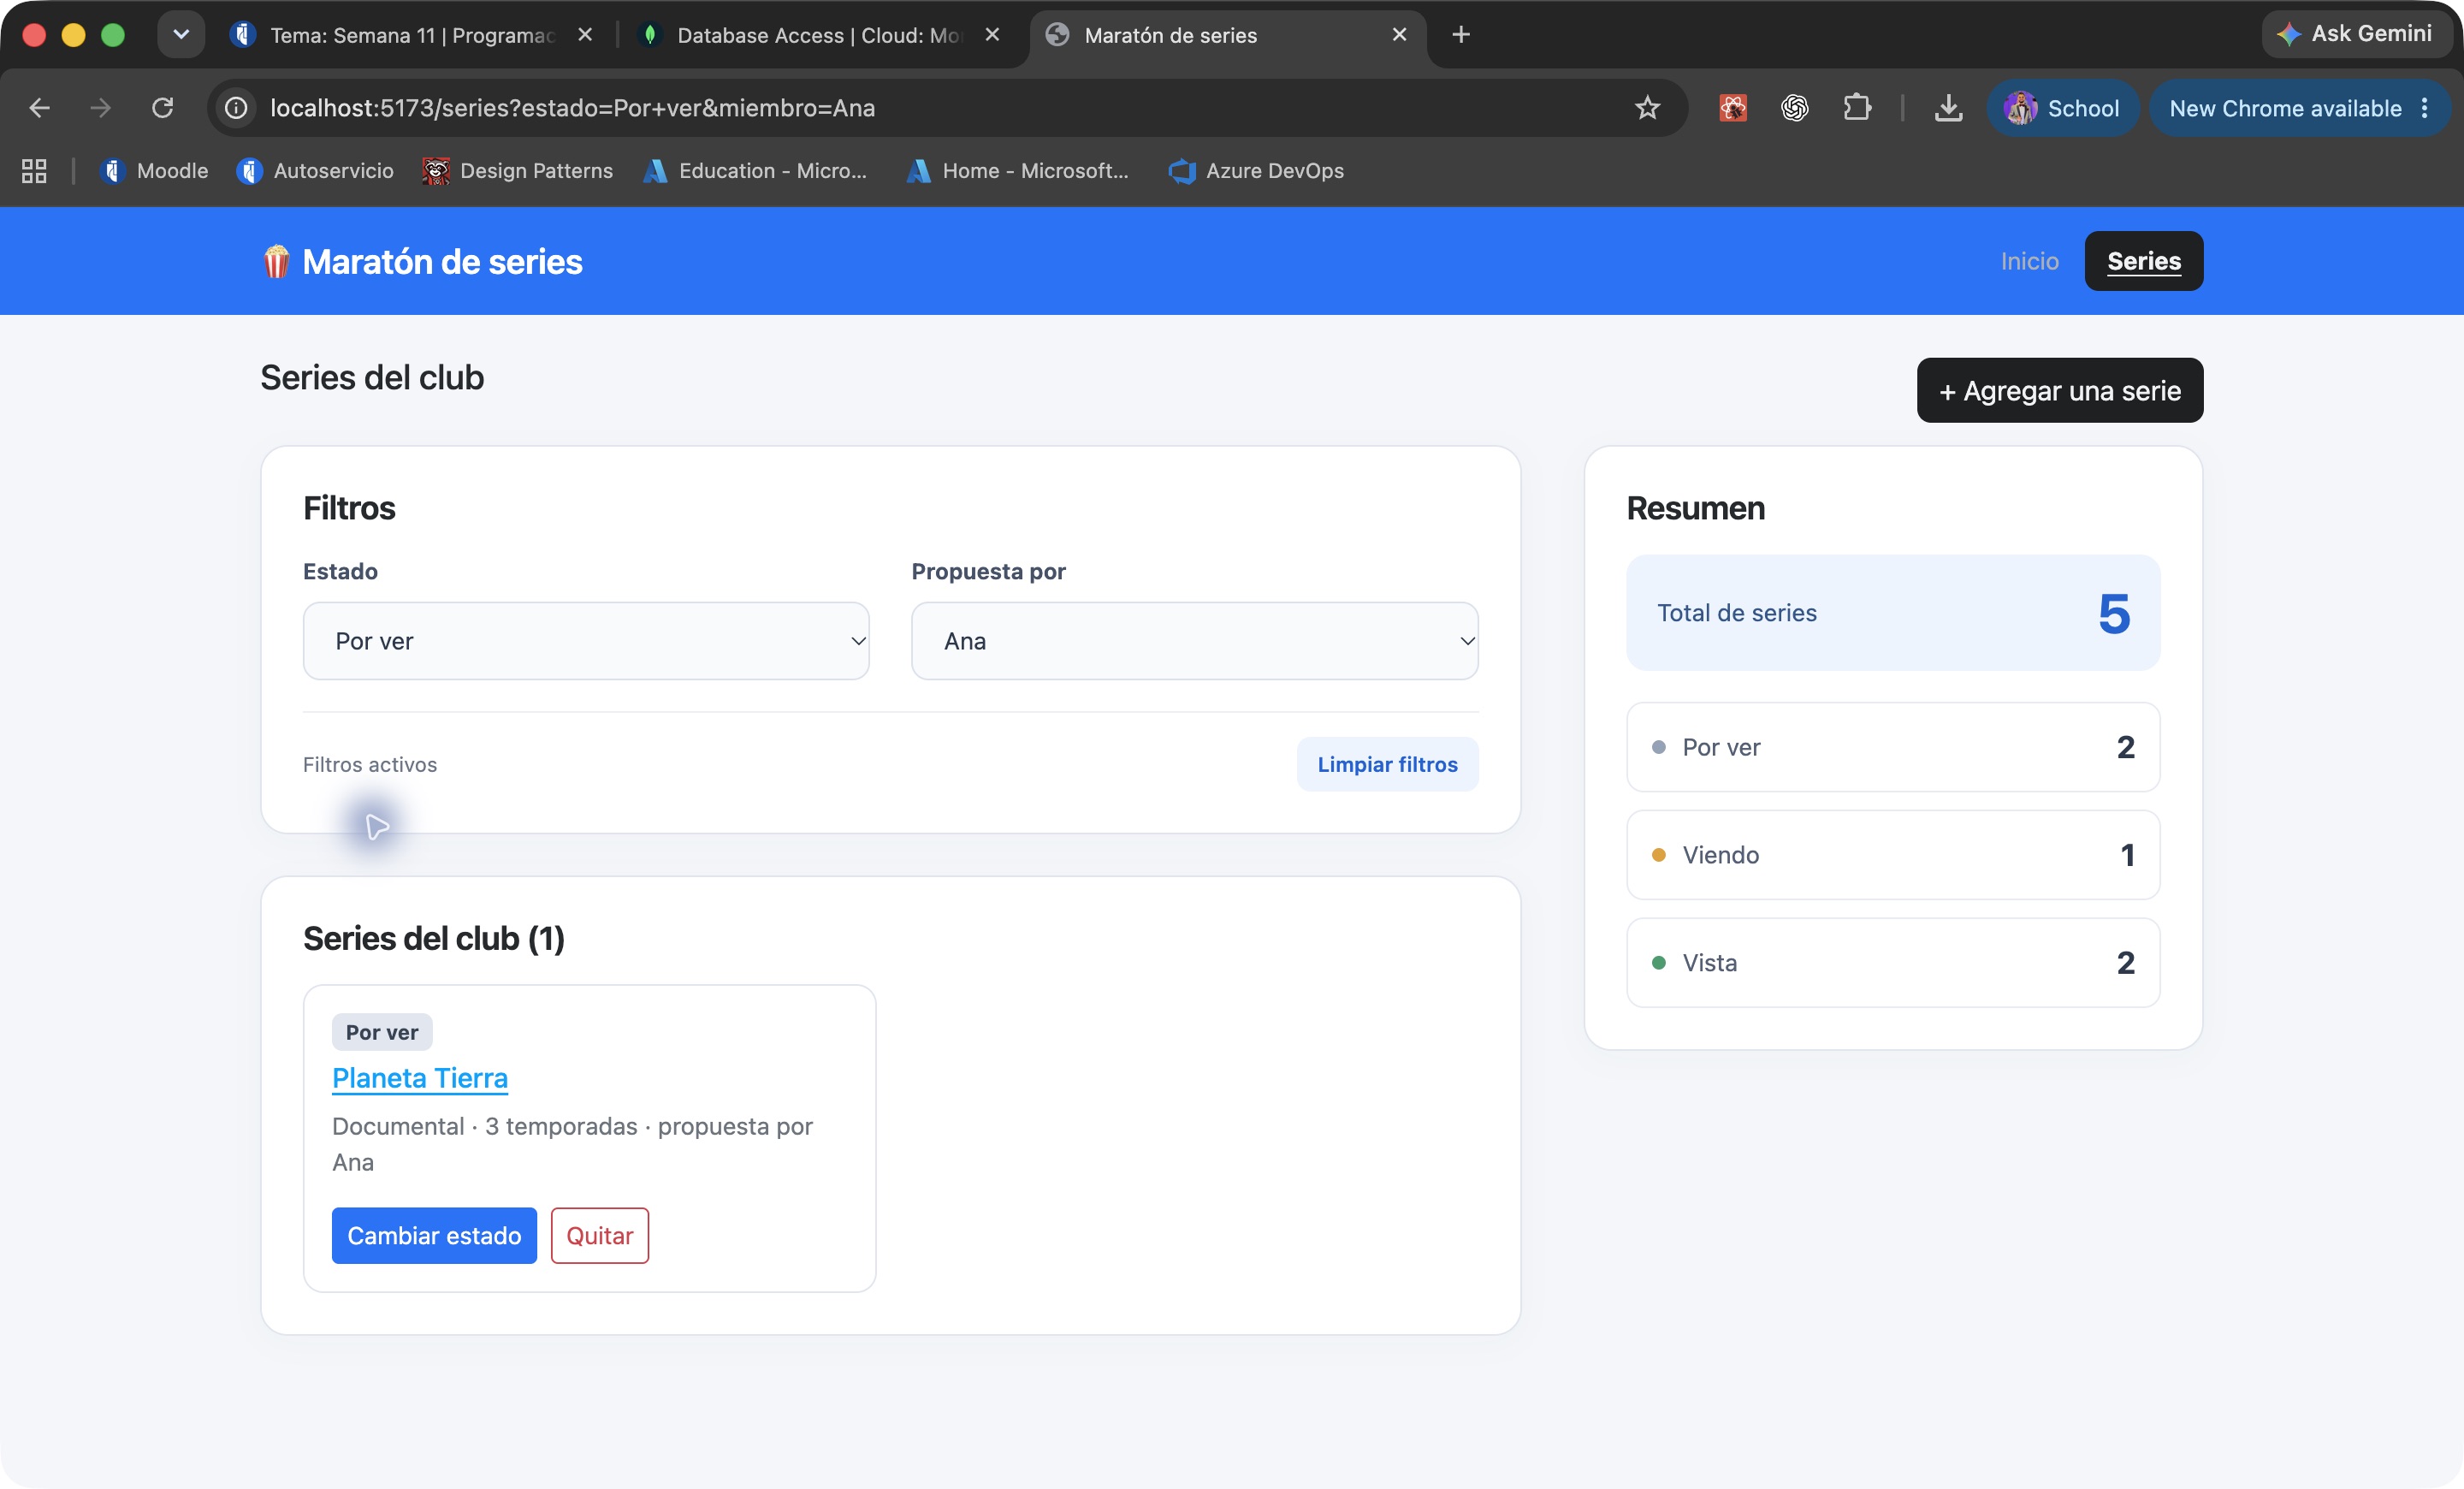 Tema: Semana 11 | Programac
Database Access | Cloud: Mo
Maratón de series
Ask Gemini
localhost:5173/series?estado=Por+ver&miembro=Ana
School
New Chrome available
Moodle
Autoservicio
Design Patterns
Education - Micro...
Home - Microsoft...
Azure DevOps
Maratón de series
Inicio
Series
Series del club
+ Agregar una serie
Filtros
Estado
Propuesta por
Por ver
Ana
Filtros activos
Limpiar filtros
Series del club (1)
Por ver
Planeta Tierra
Documental · 3 temporadas · propuesta por
Ana
Cambiar estado
Quitar
Resumen
Total de series
5
Por ver
2
Viendo
1
Vista
2